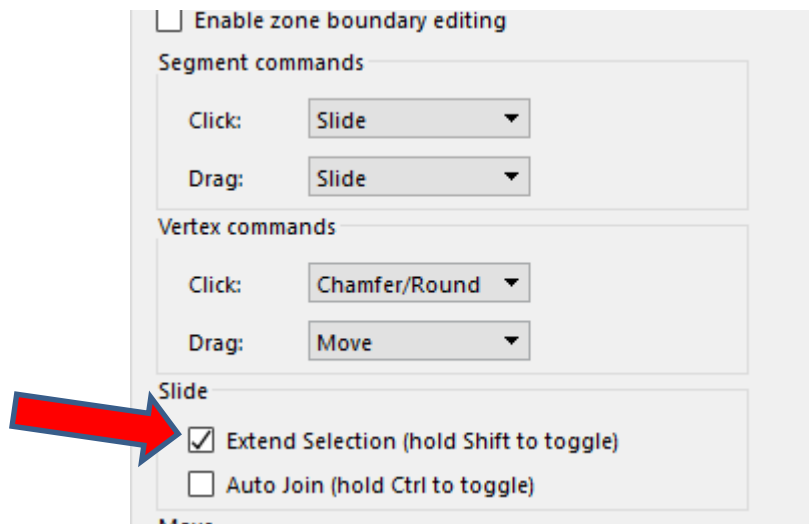 Enable zone boundary editing
Segment commands
Click: Slide
Drag: Slide
Vertex commands
Click: Chamfer/Round
Drag: Move
Slide
Extend Selection (hold Shift to toggle)
Auto Join (hold Ctrl to toggle)
Move